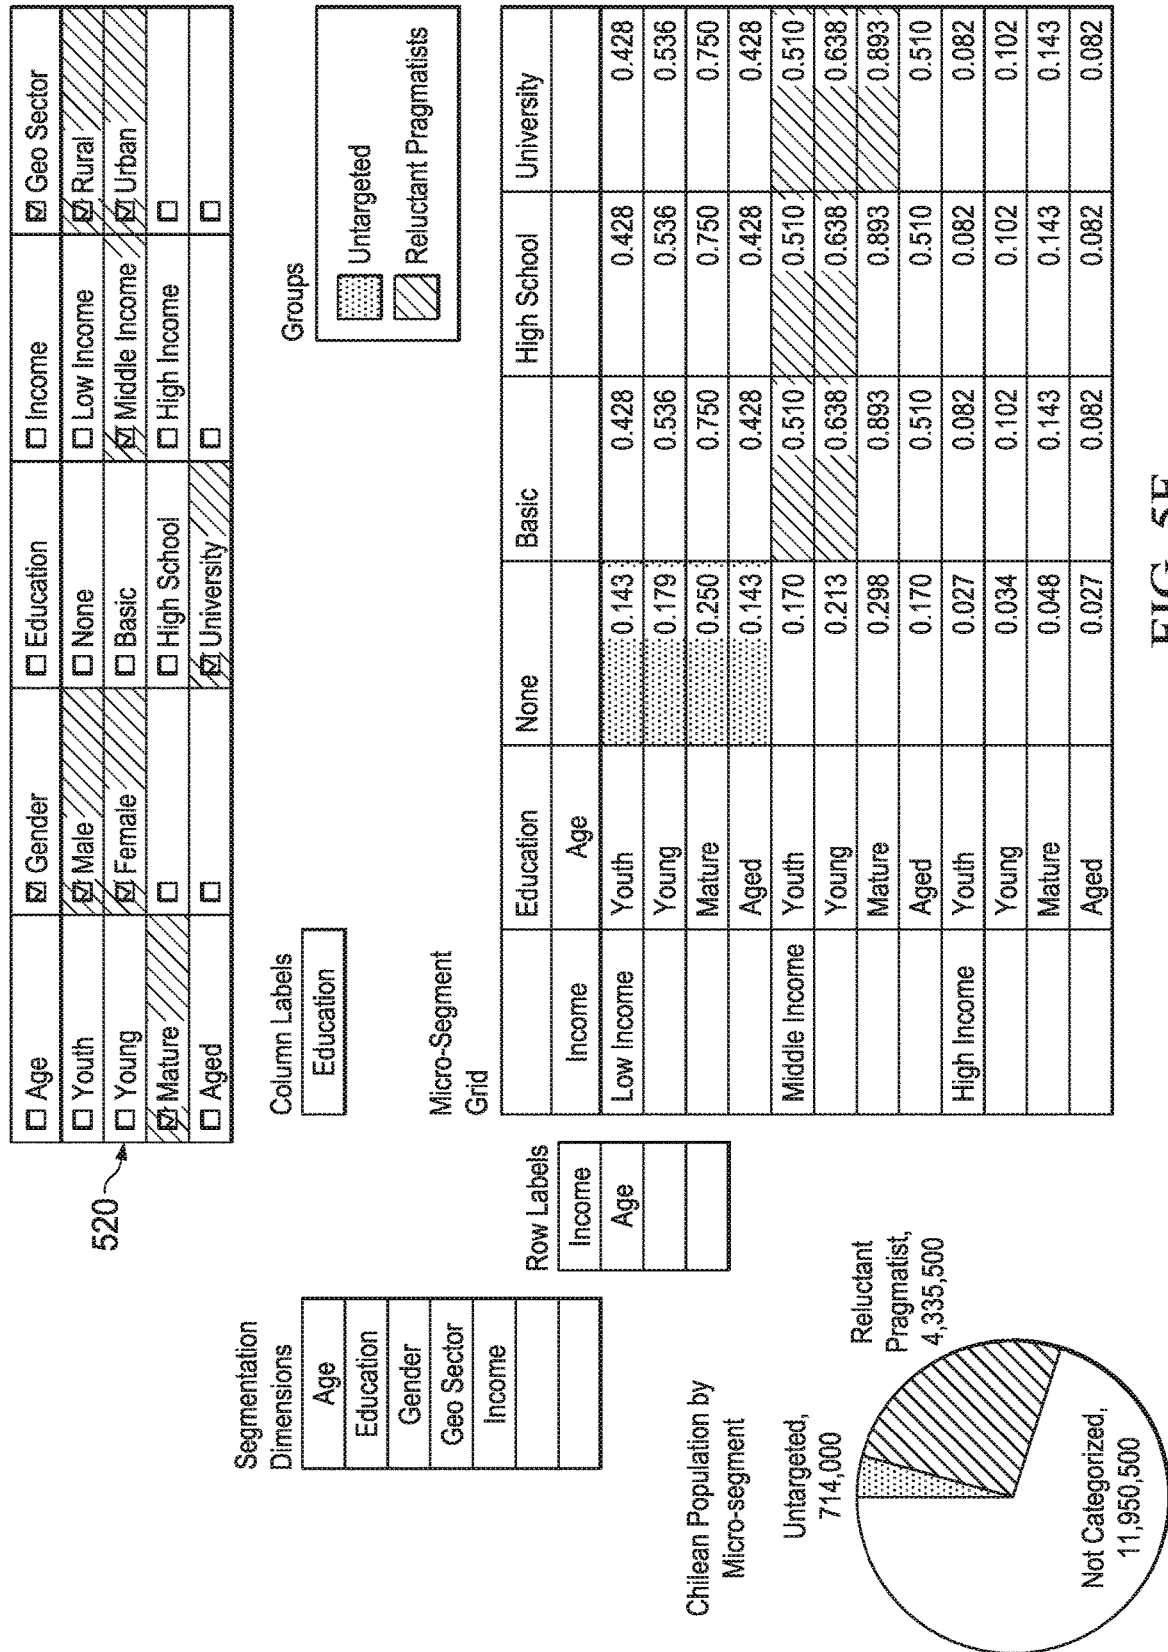 520
☐ Age ☑ Gender ☐ Education ☐ Income ☑ Geo Sector
☐ Youth ☑ Male ☐ None ☐ Low Income ☑ Rural
☐ Young ☑ Female ☐ Basic ☑ Middle Income ☑ Urban
☑ Mature ☐ ☐ High School ☐ High Income ☐
☐ Aged ☐ ☑ University ☐ ☐
Segmentation
Dimensions
Age
Education
Gender
Geo Sector
Income
Column Labels
Education
Groups
Untargeted
Reluctant Pragmatists
Row Labels
Income
Age
Micro-Segment
Grid
Education None Basic High School University
Income Age
Low Income Youth 0.143 0.428 0.428 0.428
Young 0.179 0.536 0.536 0.536
Mature 0.250 0.750 0.750 0.750
Aged 0.143 0.428 0.428 0.428
Middle Income Youth 0.170 0.510 0.510 0.510
Young 0.213 0.638 0.638 0.638
Mature 0.298 0.893 0.893 0.893
Aged 0.170 0.510 0.510 0.510
High Income Youth 0.027 0.082 0.082 0.082
Young 0.034 0.102 0.102 0.102
Mature 0.048 0.143 0.143 0.143
Aged 0.027 0.082 0.082 0.082
Chilean Population by
Micro-segment
Untargeted,
714,000
Reluctant
Pragmatist,
4,335,500
Not Categorized,
11,950,500